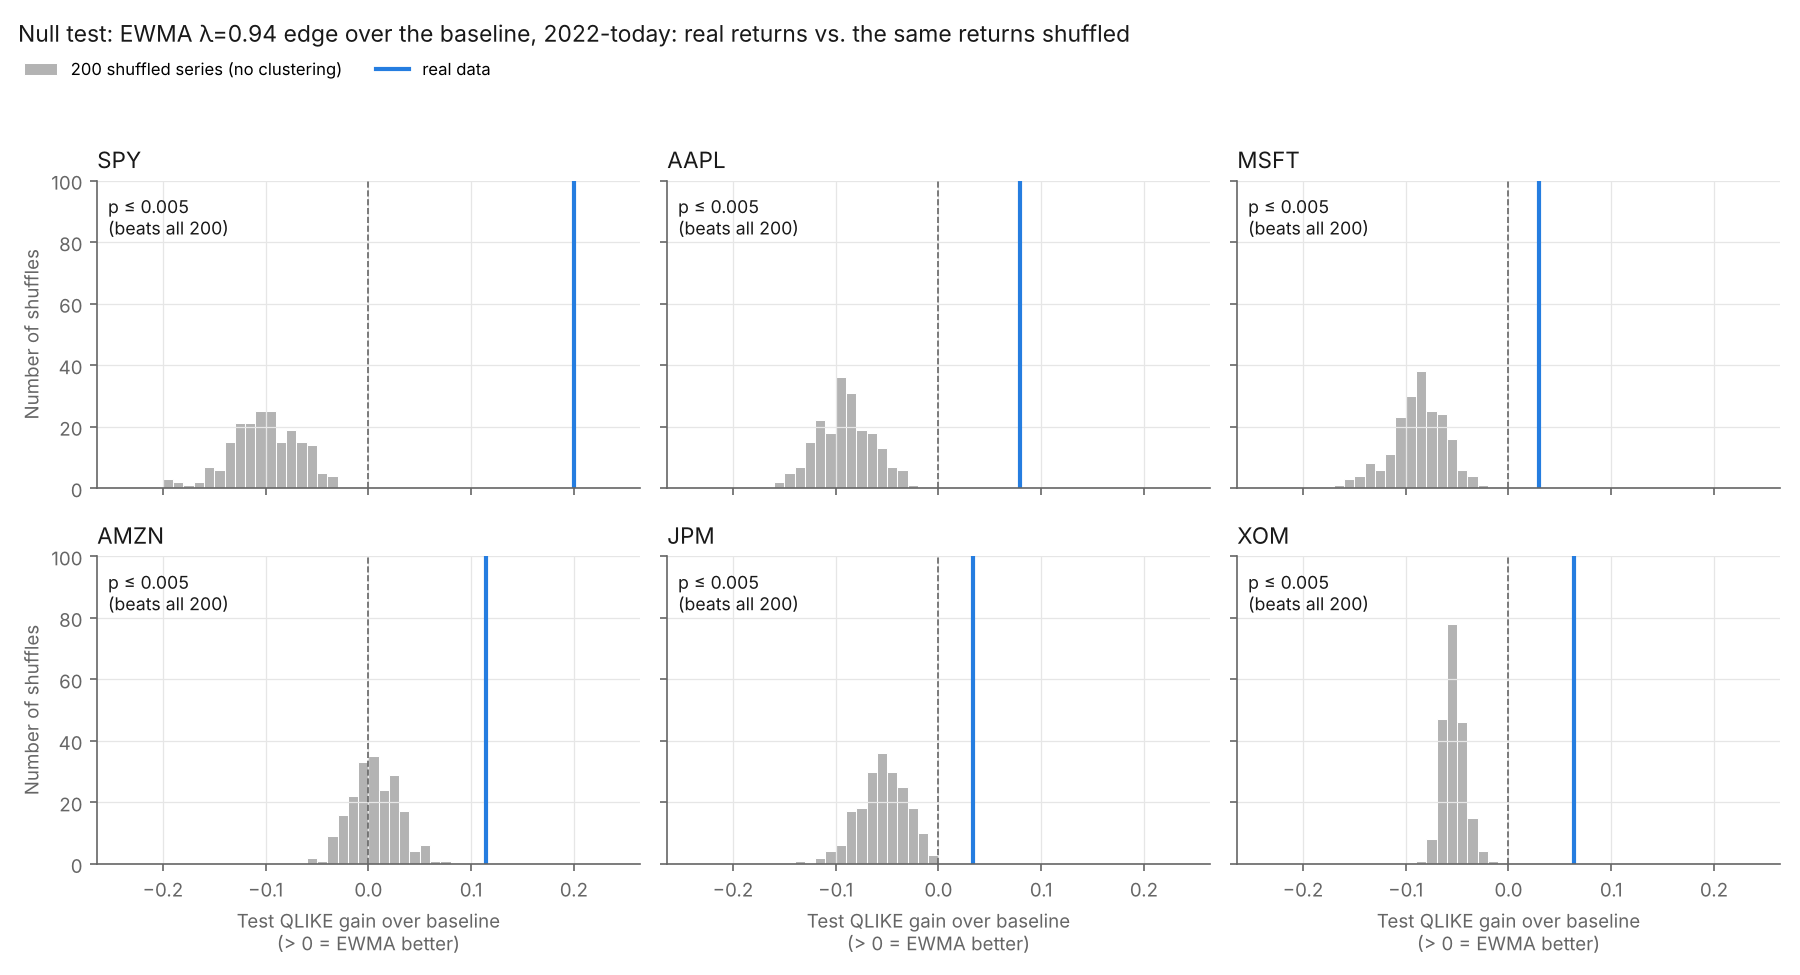 Null test: EWMA λ=0.94 edge over the baseline, 2022-today: real returns vs. the same returns shuffled
200 shuffled series (no clustering) real data
SPY
p ≤ 0.005
(beats all 200)
100
80
60
40
20
0
Number of shuffles
AAPL
p ≤ 0.005
(beats all 200)
MSFT
p ≤ 0.005
(beats all 200)
AMZN
p ≤ 0.005
(beats all 200)
100
80
60
40
20
0
Number of shuffles
−0.2 −0.1 0.0 0.1 0.2
Test QLIKE gain over baseline
(> 0 = EWMA better)
JPM
p ≤ 0.005
(beats all 200)
−0.2 −0.1 0.0 0.1 0.2
Test QLIKE gain over baseline
(> 0 = EWMA better)
XOM
p ≤ 0.005
(beats all 200)
−0.2 −0.1 0.0 0.1 0.2
Test QLIKE gain over baseline
(> 0 = EWMA better)